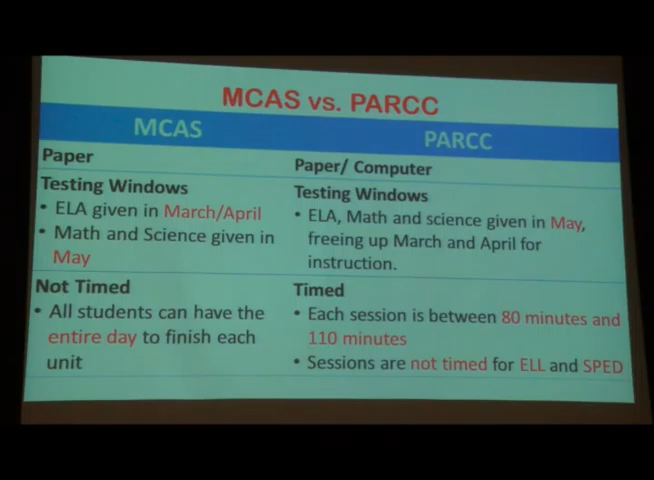 MCAS vs. PARCC
MCAS
PARCC
Paper
Paper/ Computer
Testing Windows
• ELA given in March/April
• Math and Science given in
May
Testing Windows
• ELA, Math and science given in May,
freeing up March and April for
instruction.
Not Timed
• All students can have the
entire day to finish each
unit
Timed
• Each session is between 80 minutes and
110 minutes
• Sessions are not timed for ELL and SPED